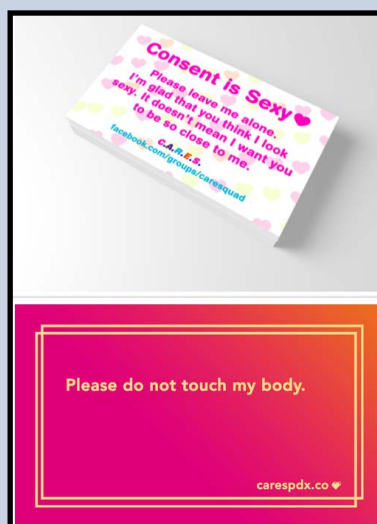 Consent is Sexy
Please leave me alone.
I'm glad that you think I look
sexy. It doesn't mean I want you
to be so close to me.
C.A.R.E.S.
facebook.com/groups/caresquad
Please do not touch my body.
carespdx.co